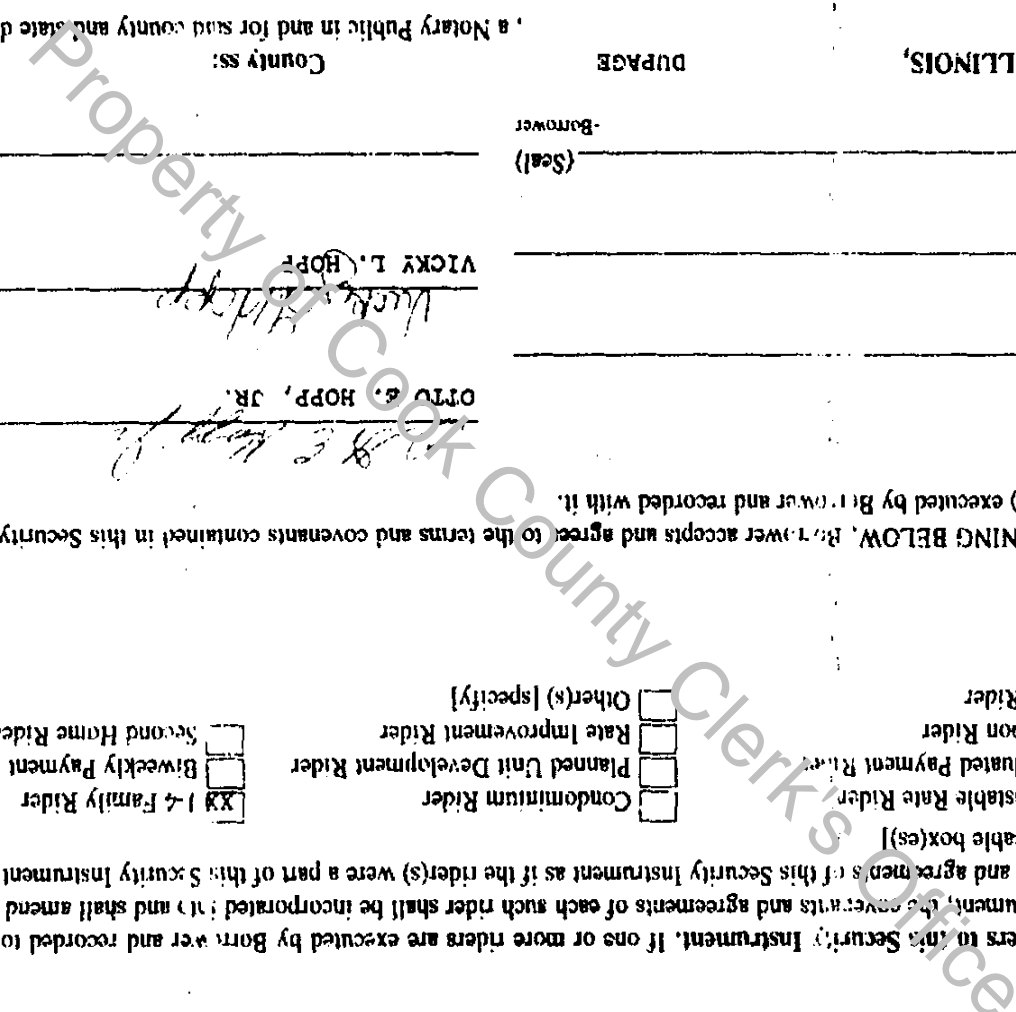 ers to this Security Instrument. If one or more riders are executed by Borrower and recorded to
ument, the covenants and agreements of each such rider shall be incorporated into and shall amend
and agreements of this Security Instrument as if the rider(s) were a part of this Security Instrument
able box(es)]
stable Rate Rider
Condominium Rider
XX 1-4 Family Rider
duated Payment Rider
Planned Unit Development Rider
Biweekly Payment
oon Rider
Rate Improvement Rider
Second Home Ride
Rider
Other(s) [specify]
NING BELOW, Borrower accepts and agrees to the terms and covenants contained in this Security
) executed by Borrower and recorded with it.
OTTO E. HOPP, JR.
VICKY L. HOPP
(Seal)
-Borrower
LLINOIS,
DUPAGE
County ss:
, a Notary Public in and for said county and state d
Property of Cook County Clerk's Office